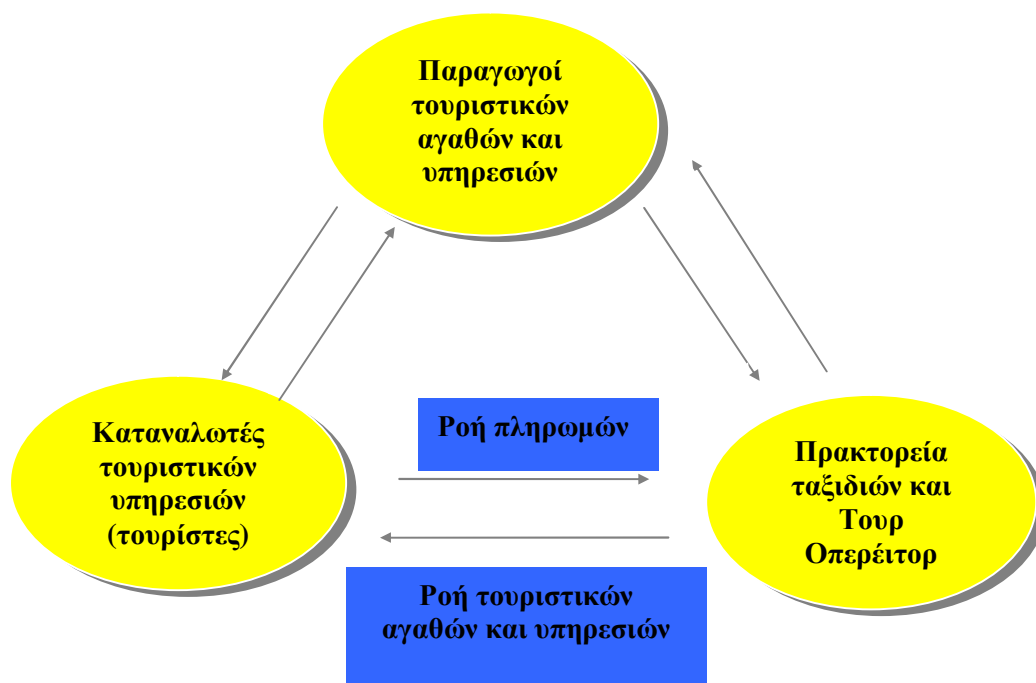 Παραγωγοί
τουριστικών
αγαθών και
υπηρεσιών
Καταναλωτές
τουριστικών
υπηρεσιών
(τουρίστες)
Ροή πληρωμών
Πρακτορεία
ταξιδιών και
Τουρ
Οπερέιτορ
Ροή τουριστικών
αγαθών και υπηρεσιών